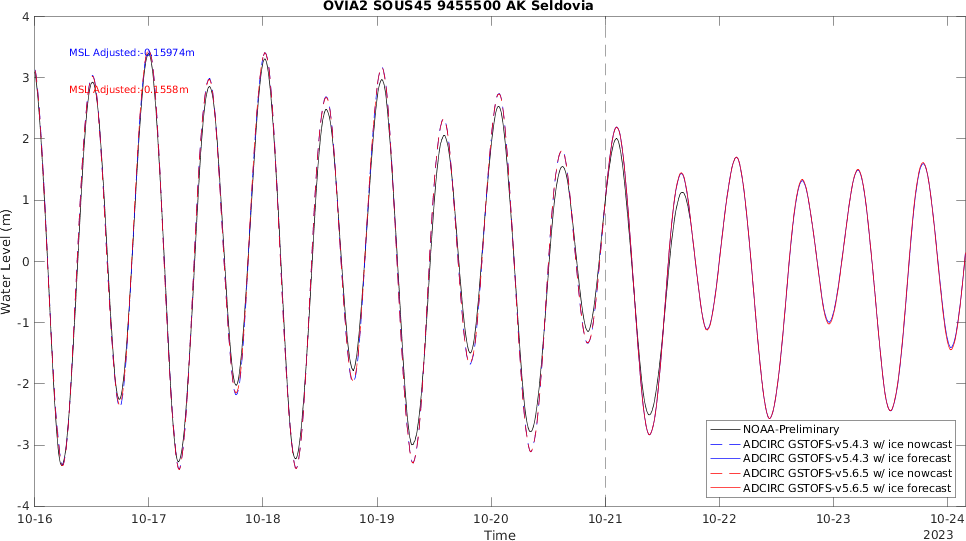 OVIA2 SOUS45 9455500 AK Seldovia
4
3
2
1
0
-1
-2
-3
-4
Water Level (m)
MSL Adjusted:-0.15974m
MSL Adjusted:-0.1558m
NOAA-Preliminary
ADCIRC GSTOFS-v5.4.3 w/ ice nowcast
ADCIRC GSTOFS-v5.4.3 w/ ice forecast
ADCIRC GSTOFS-v5.6.5 w/ ice nowcast
ADCIRC GSTOFS-v5.6.5 w/ ice forecast
10-16 10-17 10-18 10-19 10-20 10-21 10-22 10-23 10-24
Time 2023